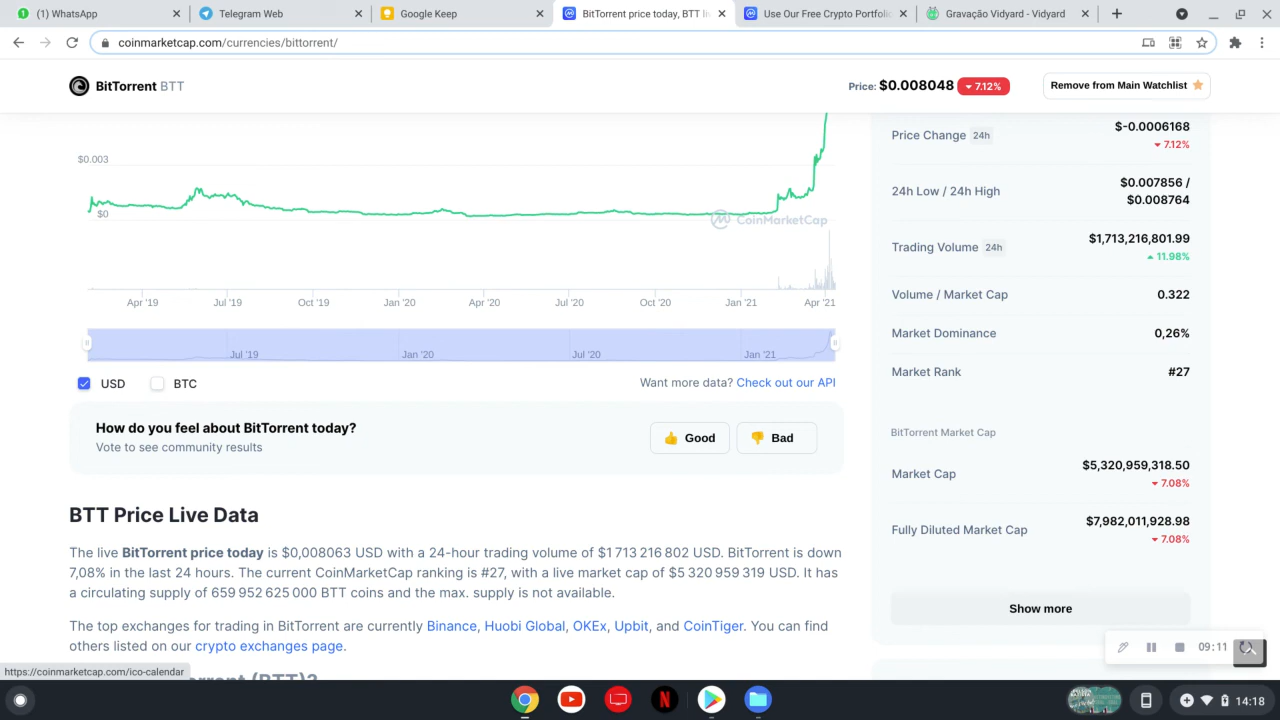 (1) WhatsApp
Telegram Web
Google Keep
BitTorrent price today, BTT
Use Our Free Crypto Portfolio
Gravação Vidyard - Vidyard
coinmarketcap.com/currencies/bittorrent/
BitTorrent BTT
Price: $0.008048 7.12%
Remove from Main Watchlist
$0.003
$0
CoinMarketCap
Apr '19 Jul '19 Oct '19 Jan '20 Apr '20 Jul '20 Oct '20 Jan '21 Apr '21
Jul '19 Jan '20 Jul '20 Jan '21
USD BTC
Want more data? Check out our API
How do you feel about BitTorrent today?
Vote to see community results
Good Bad
BTT Price Live Data
The live BitTorrent price today is $0,008063 USD with a 24-hour trading volume of $1 713 216 802 USD. BitTorrent is down
7,08% in the last 24 hours. The current CoinMarketCap ranking is #27, with a live market cap of $5 320 959 319 USD. It has
a circulating supply of 659 952 625 000 BTT coins and the max. supply is not available.
The top exchanges for trading in BitTorrent are currently Binance, Huobi Global, OKEx, Upbit, and CoinTiger. You can find
others listed on our crypto exchanges page.
Price Change 24h
$-0.0006168
7.12%
24h Low / 24h High
$0.007856 /
$0.008764
Trading Volume 24h
$1,713,216,801.99
11.98%
Volume / Market Cap
0.322
Market Dominance
0,26%
Market Rank
#27
BitTorrent Market Cap
Market Cap
$5,320,959,318.50
7.08%
Fully Diluted Market Cap
$7,982,011,928.98
7.08%
Show more
09:11
https://coinmarketcap.com/ico-calendar
14:18